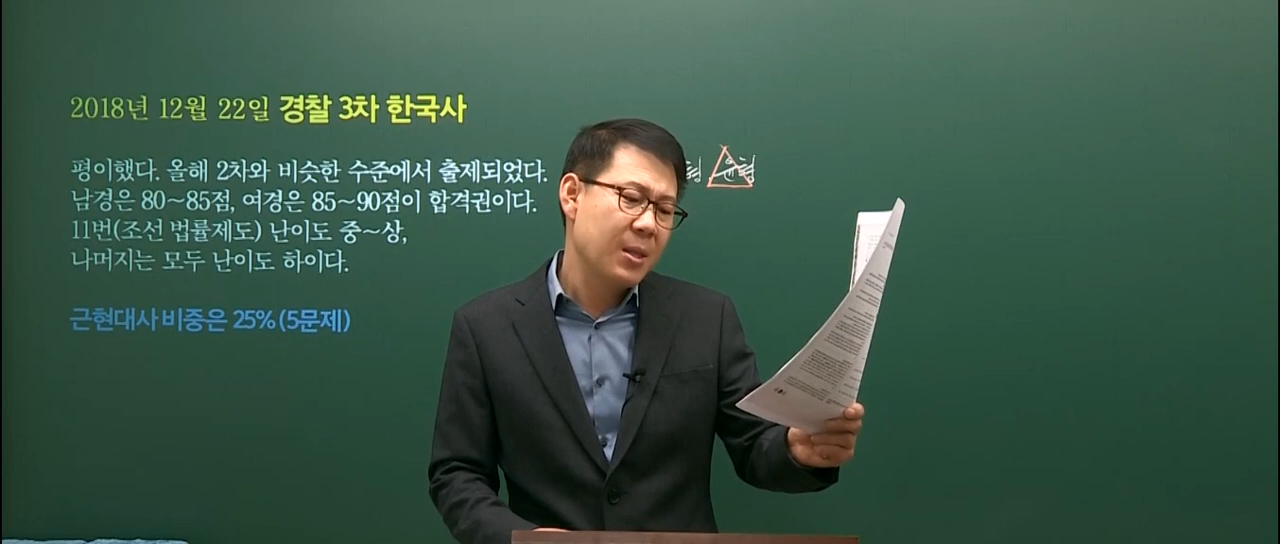 2018년 12월 22일 경찰 3차 한국사
평이했다. 올해 2차와 비슷한 수준에서 출제되었다.
남경은 80~85점, 여경은 85~90점이 합격권이다.
11번(조선 법률제도) 난이도 중~상,
나머지는 모두 난이도 하이다.
근현대사 비중은 25% (5문제)
형